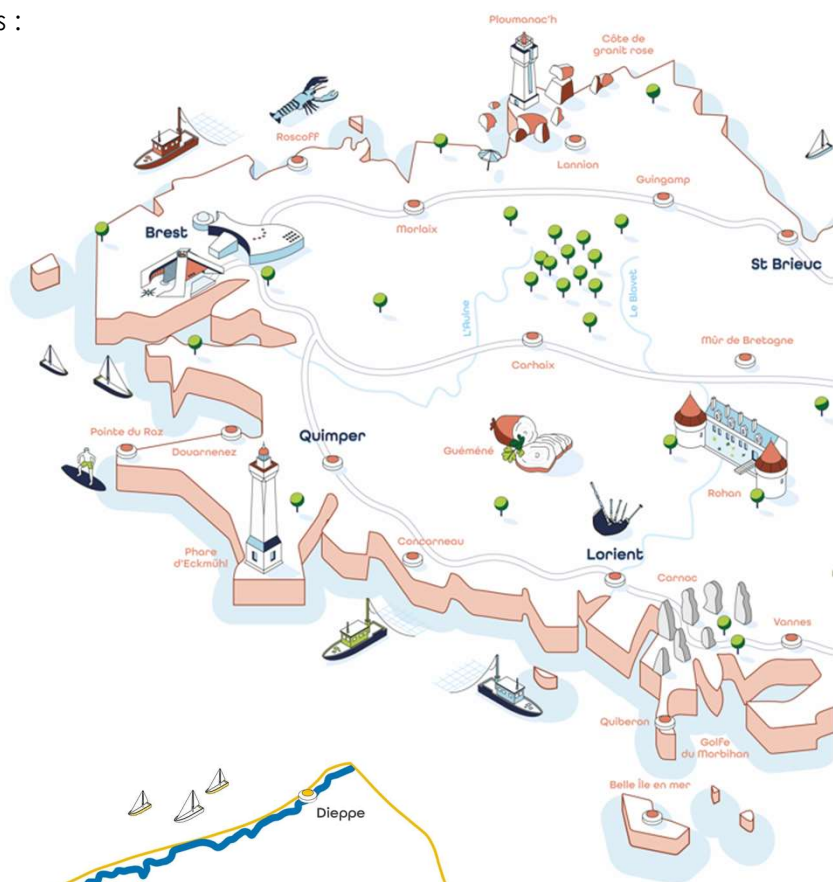 s :
Ploumanac'h
Côte de
granit rose
Roscoff
Lannion
Guingamp
Brest
Morlaix
St Brieuc
L'Aulne
Le Blavet
Carhaix
Mûr de Bretagne
Pointe du Raz
Douarnenez
Quimper
Guéméné
Rohan
Phare
d'Eckmühl
Concarneau
Lorient
Carnac
Vannes
Quiberon
Golfe
du Morbihan
Belle Île en mer
Dieppe